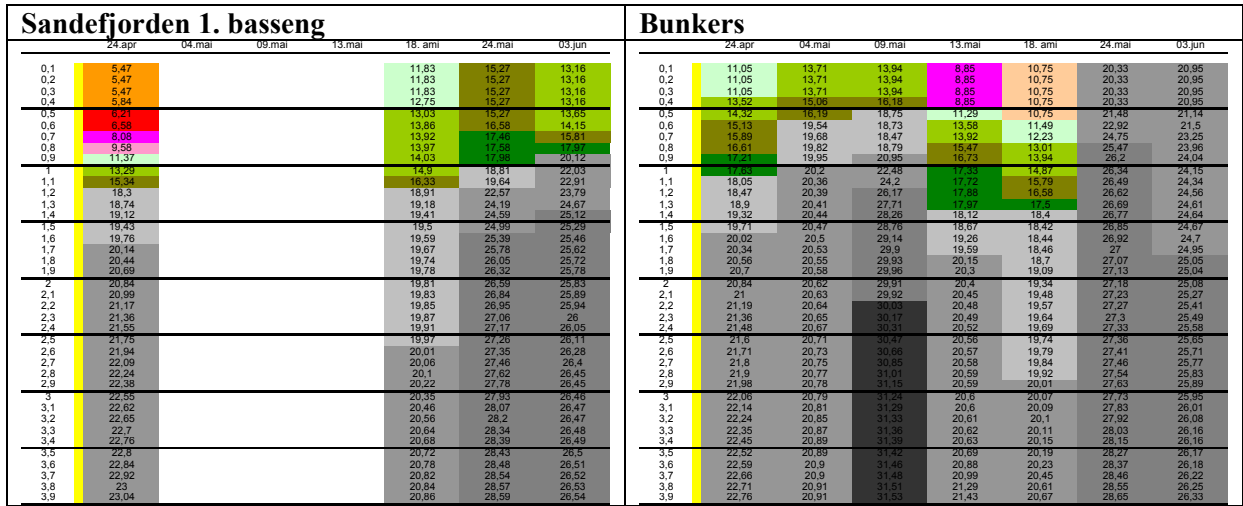 Sandefjorden 1. basseng
24.apr 04.mai 09.mai 13.mai 18. ami 24.mai 03.jun
0,1 5,47 11,83 15,27 13,16
0,2 5,47 11,83 15,27 13,16
0,3 5,47 11,83 15,27 13,16
0,4 5,84 12,75 15,27 13,16
0,5 6,21 13,03 15,27 13,65
0,6 6,58 13,86 16,58 14,15
0,7 8,08 13,92 17,46 15,81
0,8 9,58 13,97 17,58 17,97
0,9 11,37 14,03 17,98 20,12
1 13,29 14,9 18,81 22,03
1,1 15,34 16,33 19,64 22,91
1,2 18,3 18,91 22,57 23,79
1,3 18,74 19,18 24,19 24,67
1,4 19,12 19,41 24,59 25,12
1,5 19,43 19,5 24,99 25,29
1,6 19,76 19,59 25,39 25,46
1,7 20,14 19,67 25,78 25,62
1,8 20,44 19,74 26,05 25,72
1,9 20,69 19,78 26,32 25,78
2 20,84 19,81 26,59 25,83
2,1 20,99 19,83 26,84 25,89
2,2 21,17 19,85 26,95 25,94
2,3 21,36 19,87 27,06 26
2,4 21,55 19,91 27,17 26,05
2,5 21,75 19,97 27,26 26,11
2,6 21,94 20,01 27,35 26,28
2,7 22,09 20,06 27,46 26,4
2,8 22,24 20,1 27,62 26,45
2,9 22,38 20,22 27,78 26,45
3 22,55 20,35 27,93 26,46
3,1 22,62 20,46 28,07 26,47
3,2 22,65 20,56 28,2 26,47
3,3 22,7 20,64 28,34 26,48
3,4 22,76 20,68 28,39 26,49
3,5 22,8 20,72 28,43 26,5
3,6 22,84 20,78 28,48 26,51
3,7 22,92 20,82 28,54 26,52
3,8 23 20,84 28,57 26,53
3,9 23,04 20,86 28,59 26,54
Bunkers
24.apr 04.mai 09.mai 13.mai 18. ami 24.mai 03.jun
0,1 11,05 13,71 13,94 8,85 10,75 20,33 20,95
0,2 11,05 13,71 13,94 8,85 10,75 20,33 20,95
0,3 11,05 13,71 13,94 8,85 10,75 20,33 20,95
0,4 13,52 15,06 16,18 8,85 10,75 20,33 20,95
0,5 14,32 16,19 18,75 11,29 10,75 21,48 21,14
0,6 15,13 19,54 18,73 13,58 11,49 22,92 21,5
0,7 15,89 19,68 18,47 13,92 12,23 24,75 23,25
0,8 16,61 19,82 18,79 15,47 13,01 25,47 23,96
0,9 17,21 19,95 20,95 16,73 13,94 26,2 24,04
1 17,63 20,2 22,48 17,33 14,87 26,34 24,15
1,1 18,05 20,36 24,2 17,72 15,79 26,49 24,34
1,2 18,47 20,39 26,17 17,88 16,58 26,62 24,56
1,3 18,9 20,41 27,71 17,97 17,5 26,69 24,61
1,4 19,32 20,44 28,26 18,12 18,4 26,77 24,64
1,5 19,71 20,47 28,76 18,67 18,42 26,85 24,67
1,6 20,02 20,5 29,14 19,26 18,44 26,92 24,7
1,7 20,34 20,53 29,9 19,59 18,46 27 24,95
1,8 20,56 20,55 29,93 20,15 18,7 27,07 25,05
1,9 20,7 20,58 29,96 20,3 19,09 27,13 25,04
2 20,84 20,62 29,91 20,4 19,34 27,18 25,08
2,1 21 20,63 29,92 20,45 19,48 27,23 25,27
2,2 21,19 20,64 30,03 20,48 19,57 27,27 25,41
2,3 21,36 20,65 30,17 20,49 19,64 27,3 25,49
2,4 21,48 20,67 30,31 20,52 19,69 27,33 25,58
2,5 21,6 20,71 30,47 20,56 19,74 27,36 25,65
2,6 21,71 20,73 30,66 20,57 19,79 27,41 25,71
2,7 21,8 20,75 30,85 20,58 19,84 27,46 25,77
2,8 21,9 20,77 31,01 20,59 19,92 27,54 25,83
2,9 21,98 20,78 31,15 20,59 20,01 27,63 25,89
3 22,06 20,79 31,24 20,6 20,07 27,73 25,95
3,1 22,14 20,81 31,29 20,6 20,09 27,83 26,01
3,2 22,24 20,85 31,33 20,61 20,1 27,92 26,08
3,3 22,35 20,87 31,36 20,62 20,11 28,03 26,16
3,4 22,45 20,89 31,39 20,63 20,15 28,15 26,16
3,5 22,52 20,89 31,42 20,69 20,19 28,27 26,17
3,6 22,59 20,9 31,46 20,88 20,23 28,37 26,18
3,7 22,66 20,9 31,48 20,99 20,45 28,46 26,22
3,8 22,71 20,91 31,51 21,29 20,61 28,55 26,25
3,9 22,76 20,91 31,53 21,43 20,67 28,65 26,33